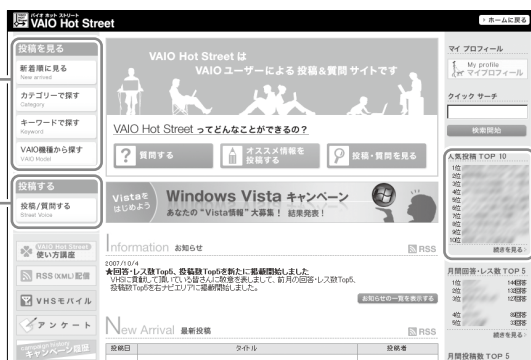 バイオ ホット ストリート
VAIO Hot Street
ホームに戻る
投稿を見る
新着順に見る
New arrived
カテゴリーで探す
Category
キーワードで探す
Keyword
VAIO機種から探す
VAIO Model
投稿する
投稿/質問する
Street Voice
VAIO Hot Street
使い方講座
RSS(XML)配信
VHSモバイル
アンケート
キャンペーン履歴
VAIO Hot Street は
VAIO ユーザーによる 投稿&質問 サイトです
VAIO Hot Street ってどんなことができるの?
質問する
オススメ情報を
投稿する
投稿・質問を見る
Vistaを
はじめよう
Windows Vista キャンペーン
あなたの "Vista情報" 大募集! 結果発表!
Information お知らせ
RSS
2007/10/4
★回答・レス数Top5、投稿数Top5を新たに掲載開始しました
VHSに貢献して頂いている皆さんに敬意を表しまして、前月の回答・レス数Top5、
投稿数Top5を右ナビエリアに掲載開始しました。
お知らせの一覧を表示する
New Arrival 最新投稿
RSS
投稿日
タイトル
投稿者
マイ プロフィール
My profile
マイプロフィール
クイック サーチ
検索開始
人気投稿 TOP 10
1位
2位
3位
4位
5位
6位
7位
8位
9位
10位
続きを見る
月間回答・レス数 TOP 5
1位
2位
3位
4位
5位
続きを見る
月間投稿数 TOP 5